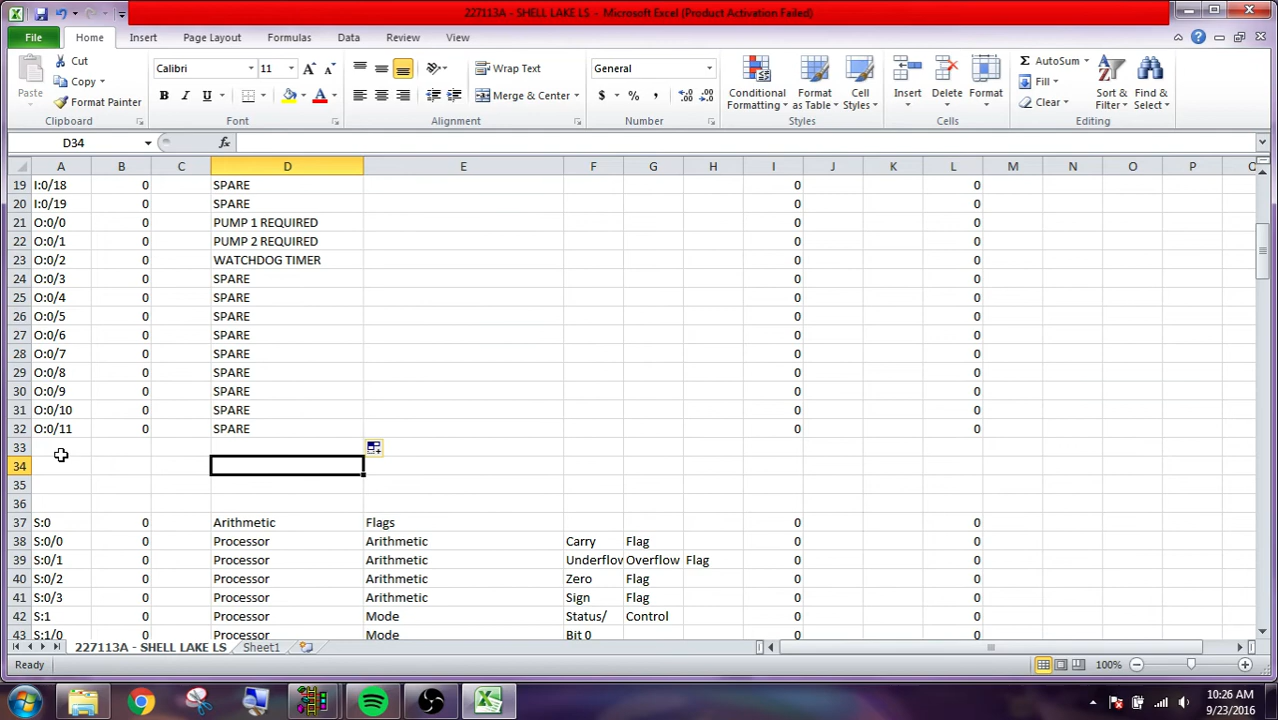 227113A - SHELL LAKE LS - Microsoft Excel (Product Activation Failed)
File Home Insert Page Layout Formulas Data Review View
Paste Cut Copy Format Painter Clipboard
Calibri 11 A A B I U A Font
Wrap Text Merge & Center Alignment
General $ % , .0 .00 .00 .0 Number
Conditional Formatting Format as Table Cell Styles Styles
Insert Delete Format Cells
AutoSum Fill Clear Sort & Filter Find & Select Editing
D34 fx
A B C D E F G H I J K L M N O P
19 I:0/18 0 SPARE 0 0
20 I:0/19 0 SPARE 0 0
21 O:0/0 0 PUMP 1 REQUIRED 0 0
22 O:0/1 0 PUMP 2 REQUIRED 0 0
23 O:0/2 0 WATCHDOG TIMER 0 0
24 O:0/3 0 SPARE 0 0
25 O:0/4 0 SPARE 0 0
26 O:0/5 0 SPARE 0 0
27 O:0/6 0 SPARE 0 0
28 O:0/7 0 SPARE 0 0
29 O:0/8 0 SPARE 0 0
30 O:0/9 0 SPARE 0 0
31 O:0/10 0 SPARE 0 0
32 O:0/11 0 SPARE 0 0
33
34
35
36
37 S:0 0 Arithmetic Flags 0 0
38 S:0/0 0 Processor Arithmetic Carry Flag 0 0
39 S:0/1 0 Processor Arithmetic Underflow Overflow Flag 0 0
40 S:0/2 0 Processor Arithmetic Zero Flag 0 0
41 S:0/3 0 Processor Arithmetic Sign Flag 0 0
42 S:1 0 Processor Mode Status/ Control 0 0
43 S:1/0 0 Processor Mode Bit 0 0 0
227113A - SHELL LAKE LS Sheet1
Ready 100%
10:26 AM
9/23/2016